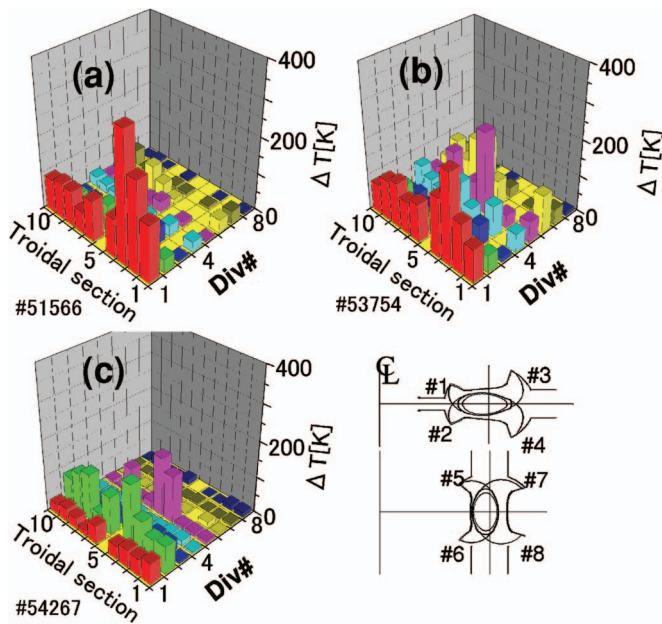 (a)
400
200
0
ΔT[K]
10
5
1
Troidal section
1
4
8
Div#
#51566
(b)
400
200
0
ΔT[K]
10
5
1
Troidal section
1
4
8
Div#
#53754
(c)
400
200
0
ΔT[K]
10
5
1
Troidal section
1
4
8
Div#
#54267
℄
#1 #3
#2 #4
#5 #7
#6 #8